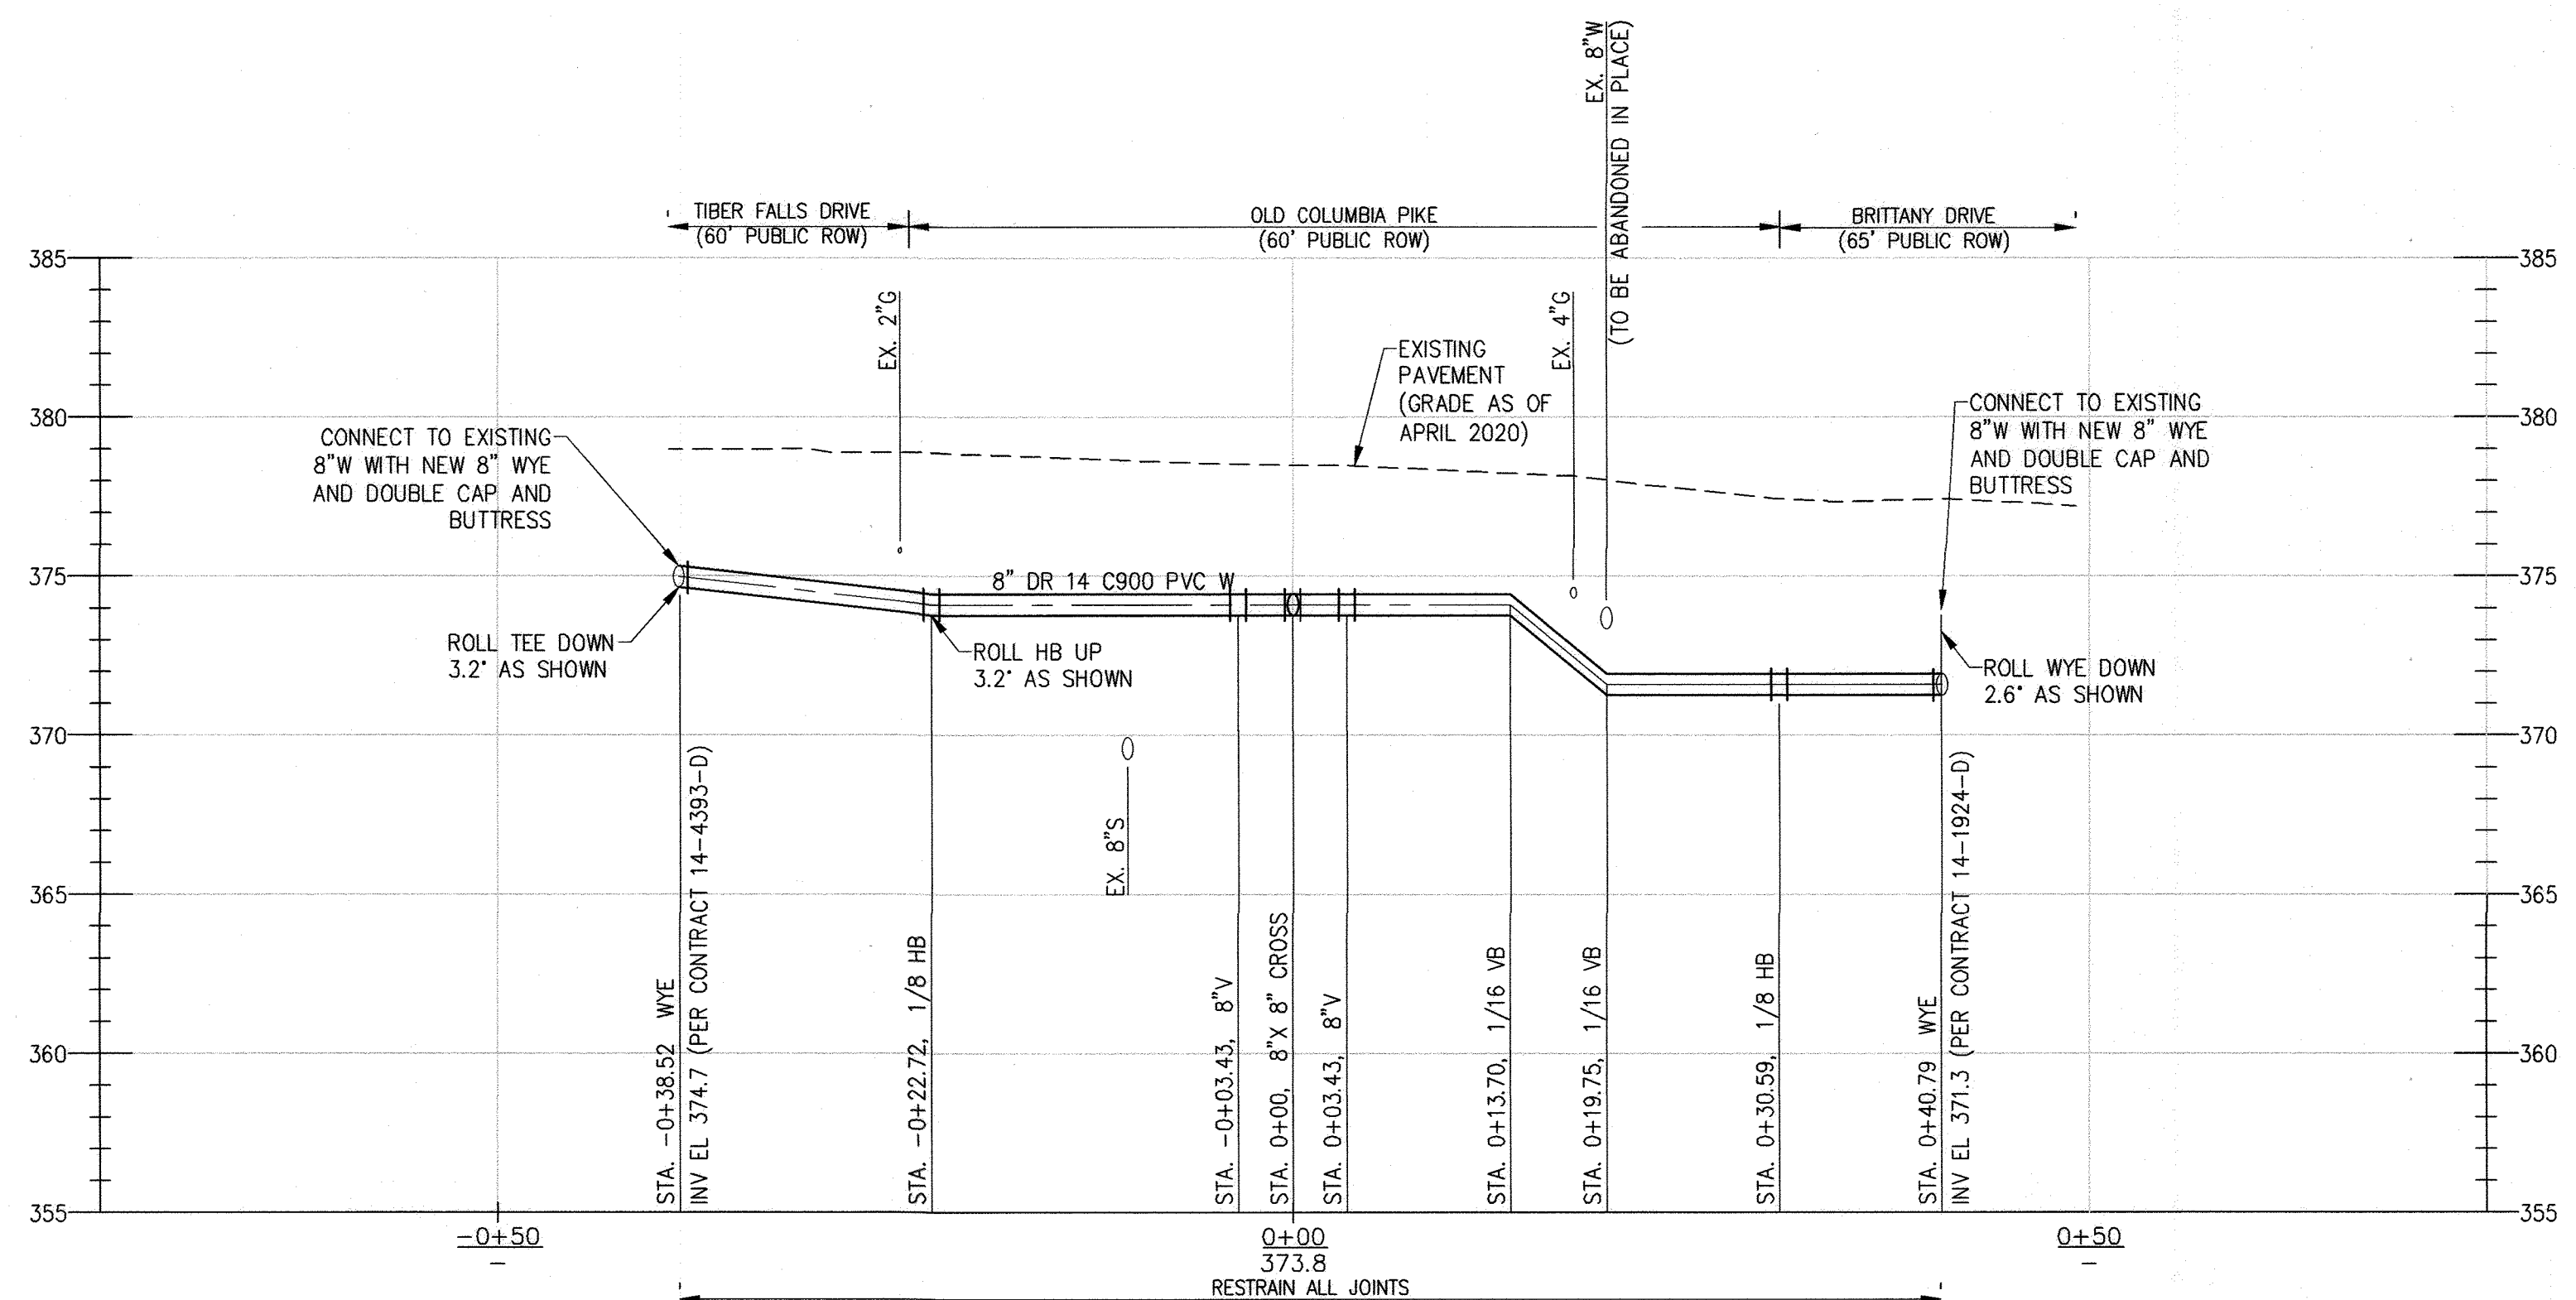 EX. 8"W
(TO BE ABANDONED IN PLACE)
TIBER FALLS DRIVE
(60' PUBLIC ROW)
OLD COLUMBIA PIKE
(60' PUBLIC ROW)
BRITTANY DRIVE
(65' PUBLIC ROW)
385
385
EX. 2"G
EX. 4"G
EXISTING
PAVEMENT
(GRADE AS OF
APRIL 2020)
380
380
CONNECT TO EXISTING
8"W WITH NEW 8" WYE
AND DOUBLE CAP AND
BUTTRESS
CONNECT TO EXISTING
8"W WITH NEW 8" WYE
AND DOUBLE CAP AND
BUTTRESS
375
375
8" DR 14 C900 PVC W
ROLL TEE DOWN
3.2° AS SHOWN
ROLL HB UP
3.2° AS SHOWN
ROLL WYE DOWN
2.6° AS SHOWN
370
370
EX. 8"S
365
365
360
360
STA. -0+38.52 WYE
INV EL 374.7 (PER CONTRACT 14-4393-D)
STA. -0+22.72, 1/8 HB
STA. -0+03.43, 8"V
STA. 0+00, 8"X 8" CROSS
STA. 0+03.43, 8"V
STA. 0+13.70, 1/16 VB
STA. 0+19.75, 1/16 VB
STA. 0+30.59, 1/8 HB
STA. 0+40.79 WYE
INV EL 371.3 (PER CONTRACT 14-1924-D)
355
355
-0+50
-
0+00
373.8
0+50
-
RESTRAIN ALL JOINTS